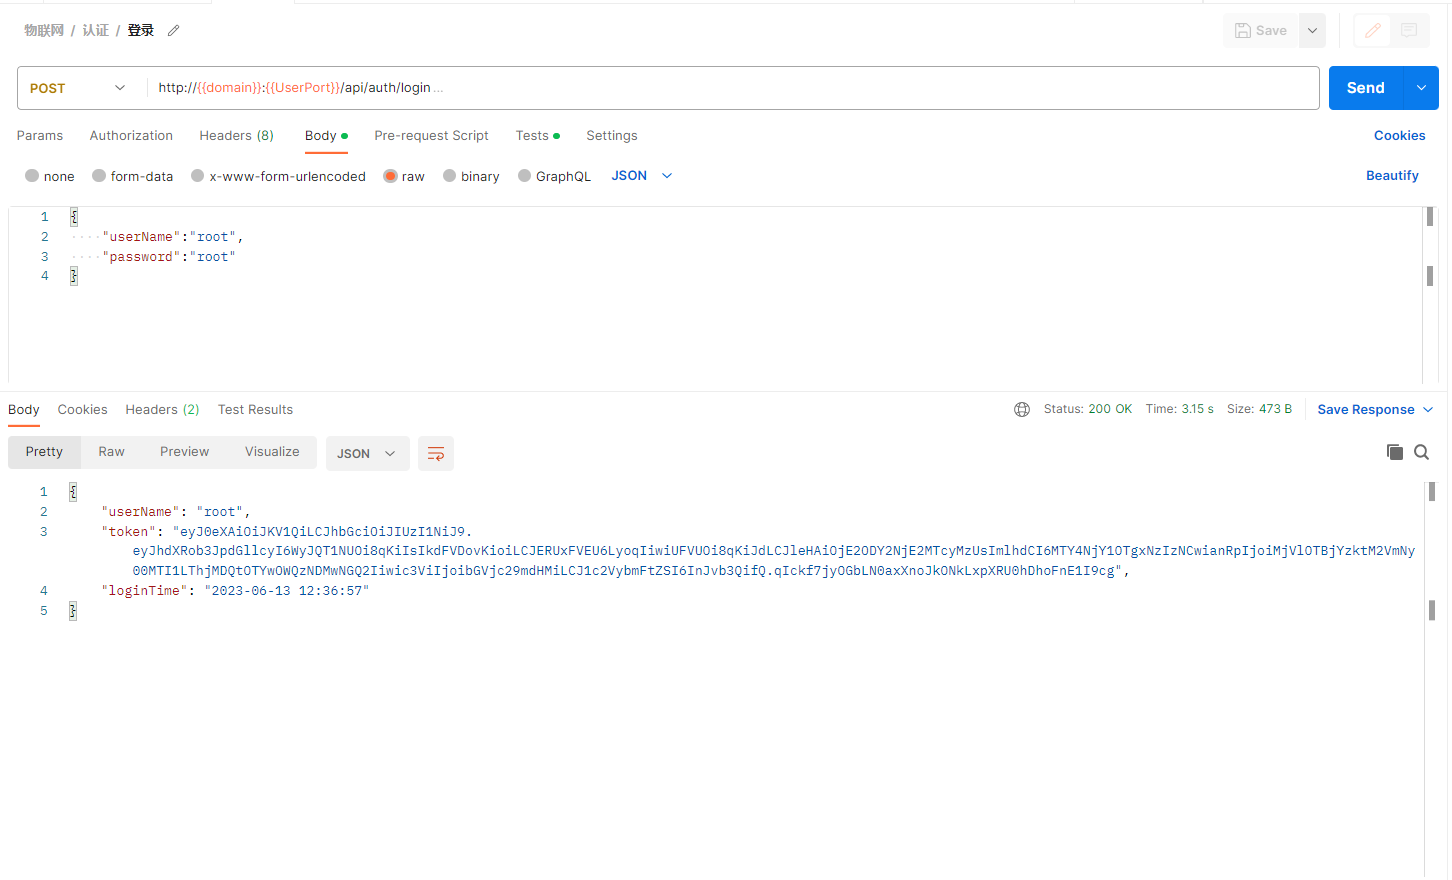 物联网 / 认证 / 登录
Save
POST http://{{domain}}:{{UserPort}}/api/auth/login ...
Send
Params Authorization Headers (8) Body Pre-request Script Tests Settings Cookies
none form-data x-www-form-urlencoded raw binary GraphQL JSON Beautify
1 {
2 ····"userName":"root",
3 ····"password":"root"
4 }
Body Cookies Headers (2) Test Results Status: 200 OK Time: 3.15 s Size: 473 B Save Response
Pretty Raw Preview Visualize JSON
1 {
2 "userName": "root",
3 "token": "eyJ0eXAiOiJKV1QiLCJhbGciOiJIUzI1NiJ9.
eyJhdXRob3JpdGllcyI6WyJQT1NUOi8qKiIsIkdFVDovKioiLCJERUxFVEU6LyoqIiwiUFVUOi8qKiJdLCJleHAiOjE2ODY2NjE2MTcyMzUsImlhdCI6MTY4NjY1OTgxNzIzNCwianRpIjoiMjVlOTBjYzktM2VmNy
00MTI1LThjMDQtOTYwOWQzNDMwNGQ2Iiwic3ViIjoibGVjc29mdHMiLCJ1c2VybmFtZSI6InJvb3QifQ.qIckf7jyOGbLN0axXnoJkONkLxpXRU0hDhoFnE1I9cg",
4 "loginTime": "2023-06-13 12:36:57"
5 }